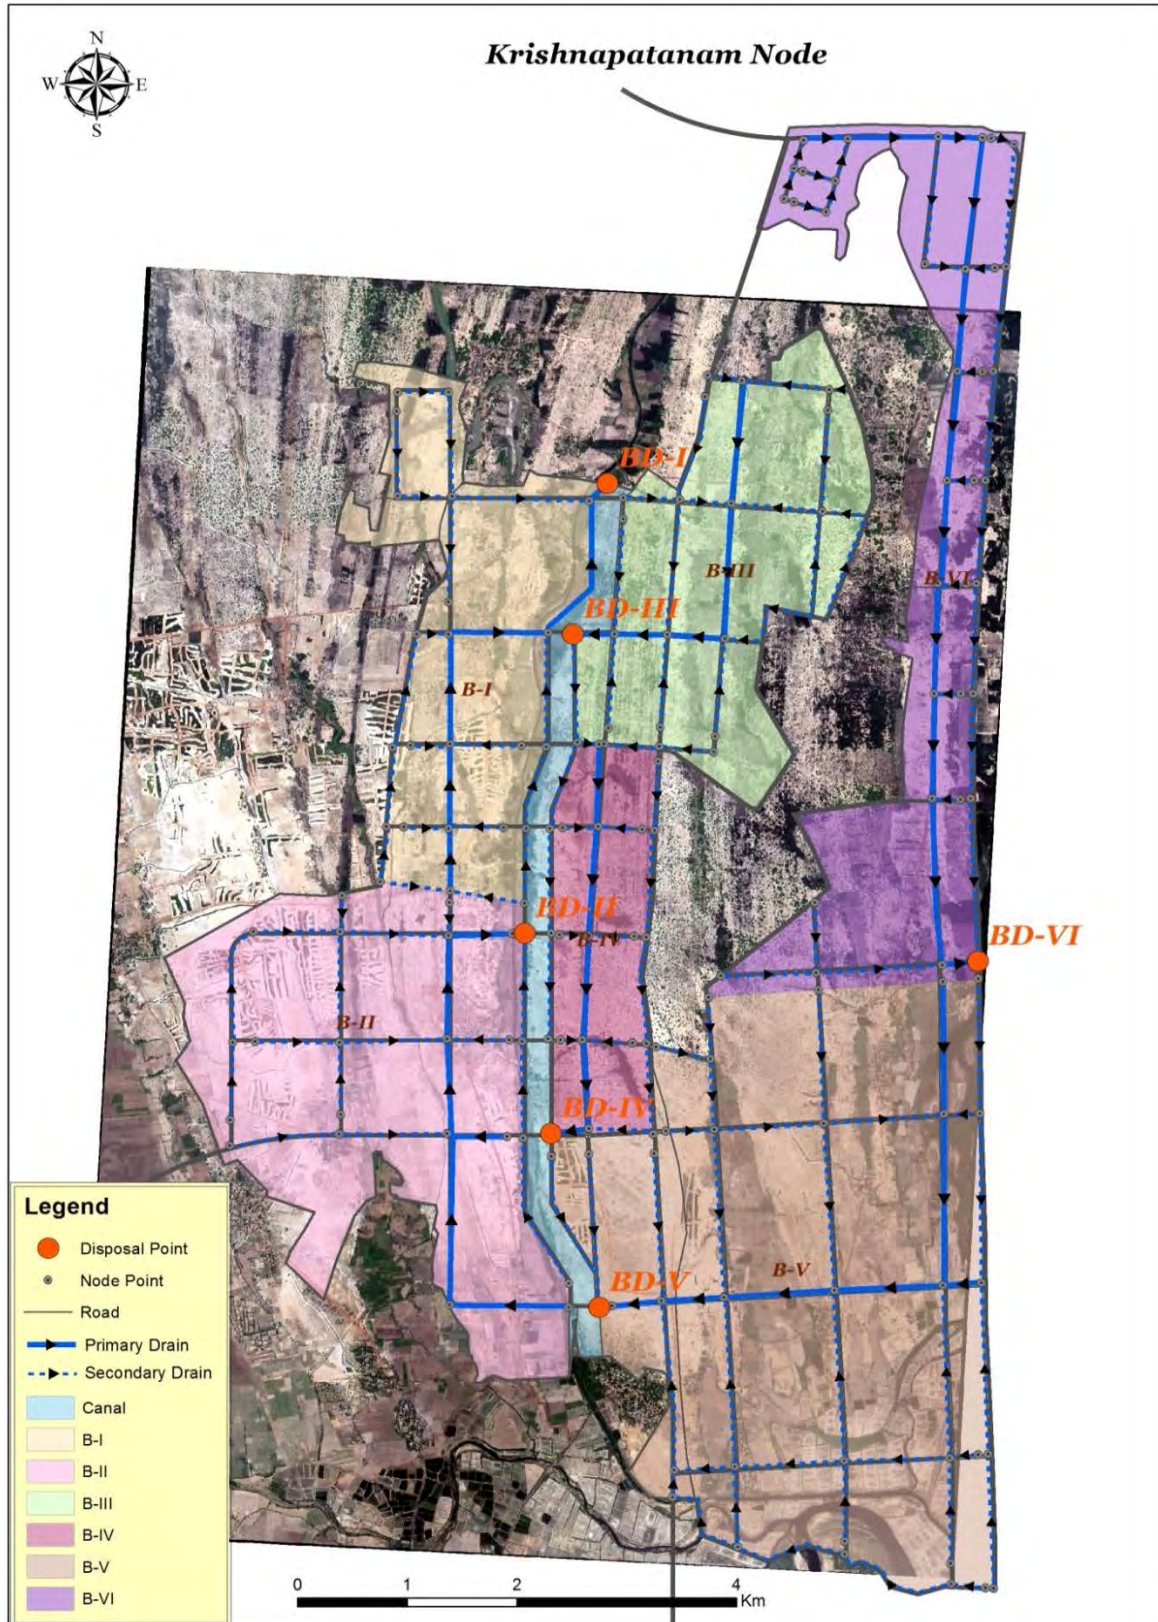 Krishnapatanam Node
N
W E
S
BD-I
B-III
BD-III
B-VI
B-I
BD-II
B-IV
BD-VI
B-II
BD-IV
B-V
BD-V
Legend
Disposal Point
Node Point
Road
Primary Drain
Secondary Drain
Canal
B-I
B-II
B-III
B-IV
B-V
B-VI
0 1 2 4
Km